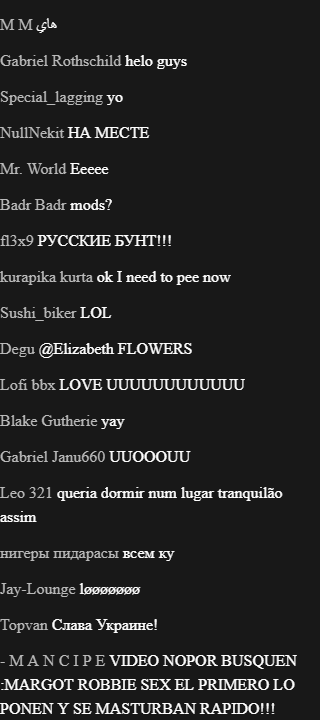 M M هاي
Gabriel Rothschild helo guys
Special_lagging yo
NullNekit НА МЕСТЕ
Mr. World Eeeee
Badr Badr mods?
fl3x9 РУССКИЕ БУНТ!!!
kurapika kurta ok I need to pee now
Sushi_biker LOL
Degu @Elizabeth FLOWERS
Lofi bbx LOVE UUUUUUUUUUUU
Blake Gutherie yay
Gabriel Janu660 UUOOOUU
Leo 321 queria dormir num lugar tranquilão
assim
нигеры пидарасы всем ку
Jay-Lounge løøøøøøø
Topvan Слава Украине!
- M A N C I P E VIDEO NOPOR BUSQUEN
:MARGOT ROBBIE SEX EL PRIMERO LO
PONEN Y SE MASTURBAN RAPIDO!!!